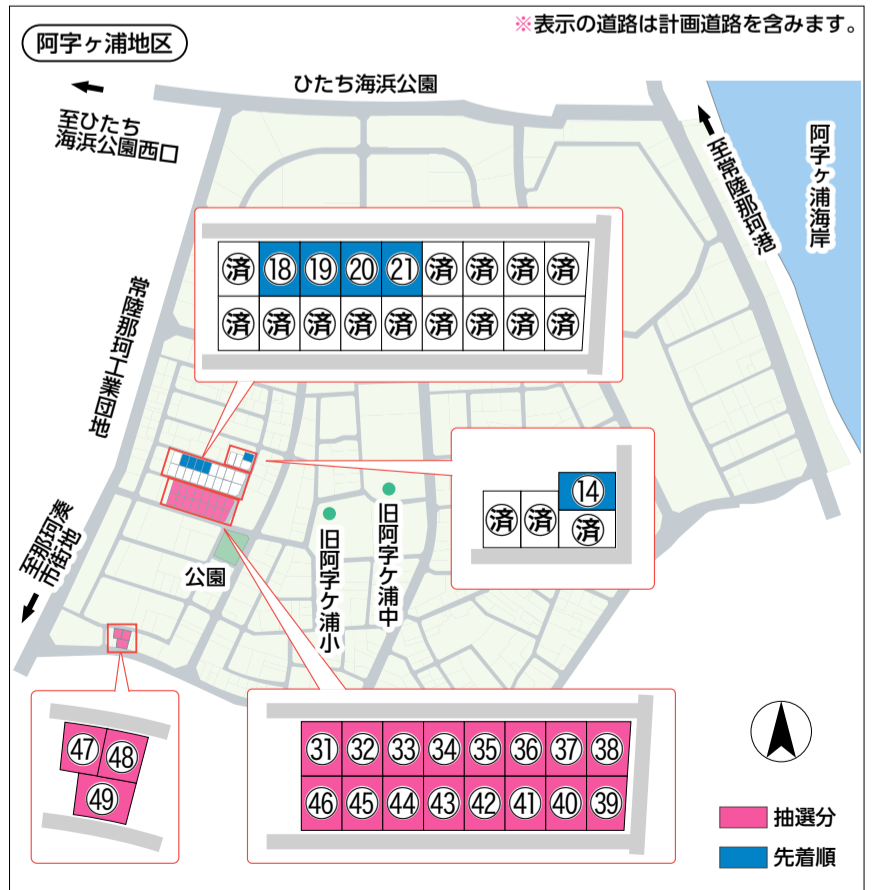 阿字ヶ浦地区
※表示の道路は計画道路を含みます。
ひたち海浜公園
至ひたち
海浜公園西口
至常陸那珂港
阿字ヶ浦海岸
済 ⑱ ⑲ ⑳ ㉑ 済 済 済 済
済 済 済 済 済 済 済 済 済
常陸那珂工業団地
⑭
済 済 済
至那珂湊
市街地
公園
旧阿字ケ浦小
旧阿字ケ浦中
㊼ ㊽
㊾
㉛ ㉜ ㉝ ㉞ ㉟ ㊱ ㊲ ㊳
㊻ ㊺ ㊹ ㊸ ㊷ ㊶ ㊵ ㊴
抽選分
先着順